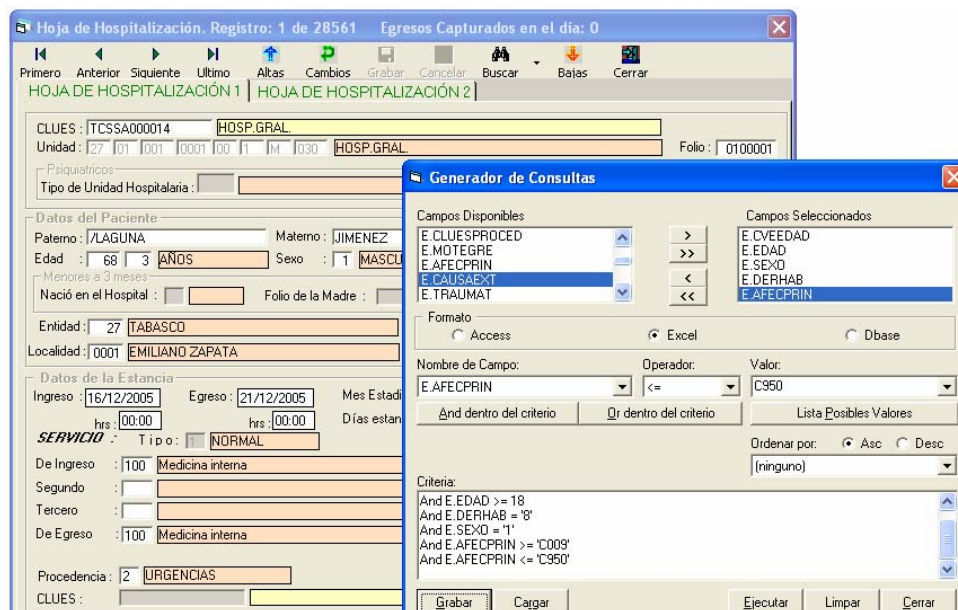 Hoja de Hospitalización. Registro: 1 de 28561 Egresos Capturados en el día: 0
Primero Anterior Siguiente Ultimo Altas Cambios Grabar Cancelar Buscar Bajas Cerrar
HOJA DE HOSPITALIZACIÓN 1 HOJA DE HOSPITALIZACIÓN 2
CLUES : TCSSA000014 HOSP.GRAL.
Unidad : 27 01 001 0001 00 1 M 030 HOSP.GRAL. Folio : 0100001
Psiquiatricos
Tipo de Unidad Hospitalaria :
Datos del Paciente
Paterno : /LAGUNA Materno : JIMENEZ
Edad : 68 3 AÑOS Sexo : 1 MASCU
Menores a 3 meses
Nació en el Hospital : Folio de la Madre :
Entidad : 27 TABASCO
Localidad : 0001 EMILIANO ZAPATA
Datos de la Estancia
Ingreso : 16/12/2005 Egreso : 21/12/2005 Mes Estadi
hrs : 00:00 hrs : 00:00 Días estan
SERVICIO : Tipo: 1 NORMAL
De Ingreso : 100 Medicina interna
Segundo :
Tercero :
De Egreso : 100 Medicina interna
Procedencia : 2 URGENCIAS
CLUES :
Generador de Consultas
Campos Disponibles Campos Seleccionados
E.CLUESPROCED > E.CVEEDAD
E.MOTEGRE >> E.EDAD
E.AFECPRIN E.SEXO
E.CAUSAEXT < E.DERHAB
E.TRAUMAT << E.AFECPRIN
Formato
Access Excel Dbase
Nombre de Campo: Operador: Valor:
E.AFECPRIN <= C950
And dentro del criterio Or dentro del criterio Lista Posibles Valores
Ordenar por: Asc Desc
(ninguno)
Criteria:
And E.EDAD >= 18
And E.DERHAB = '8'
And E.SEXO = '1'
And E.AFECPRIN >= 'C009'
And E.AFECPRIN <= 'C950'
Grabar Cargar Ejecutar Limpar Cerrar